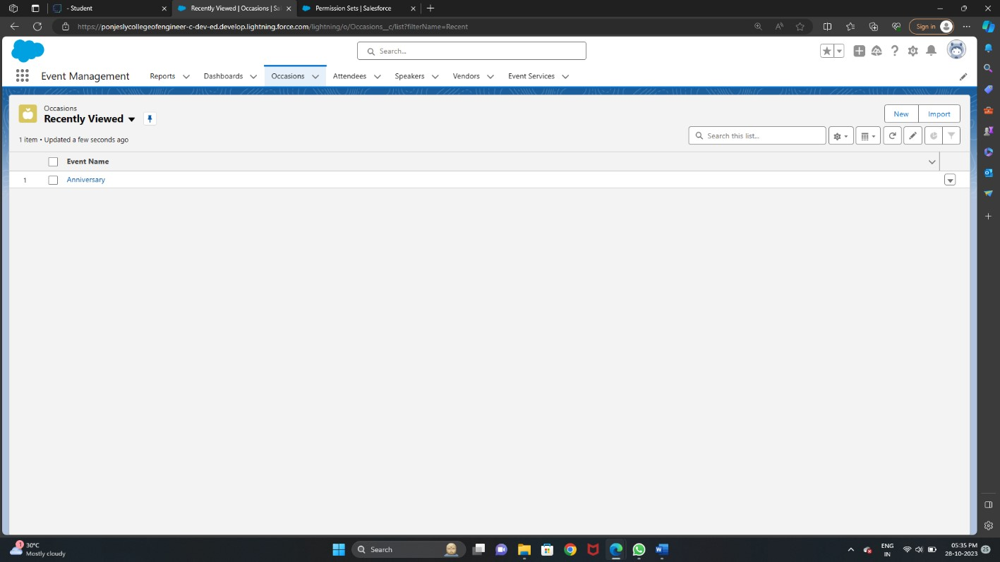 - Student
Recently Viewed | Occasions | Sa
Permission Sets | Salesforce
https://ponjeslycollegeofengineer-c-dev-ed.develop.lightning.force.com/lightning/o/Occasions__c/list?filterName=Recent
Sign in
Search...
Event Management
Reports
Dashboards
Occasions
Attendees
Speakers
Vendors
Event Services
Occasions
Recently Viewed
New
Import
1 item • Updated a few seconds ago
Search this list...
Event Name
1
Anniversary
1
30°C
Mostly cloudy
Search
ENG
IN
05:35 PM
28-10-2023
25